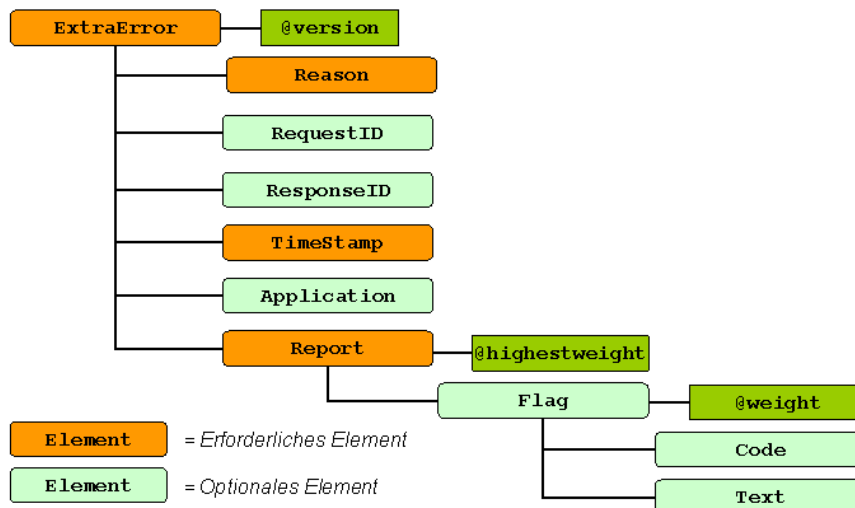 ExtraError @version
Reason
RequestID
ResponseID
TimeStamp
Application
Report @highestweight
Flag @weight
Element = Erforderliches Element
Code
Element = Optionales Element
Text